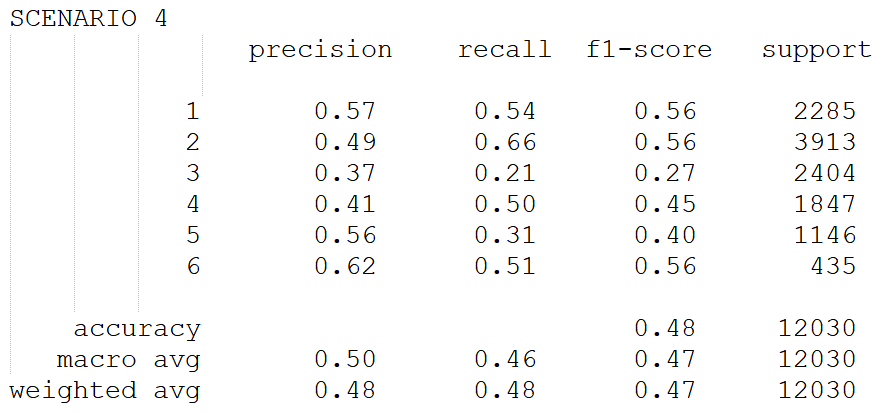 SCENARIO 4
precision recall f1-score support
1 0.57 0.54 0.56 2285
2 0.49 0.66 0.56 3913
3 0.37 0.21 0.27 2404
4 0.41 0.50 0.45 1847
5 0.56 0.31 0.40 1146
6 0.62 0.51 0.56 435
accuracy 0.48 12030
macro avg 0.50 0.46 0.47 12030
weighted avg 0.48 0.48 0.47 12030